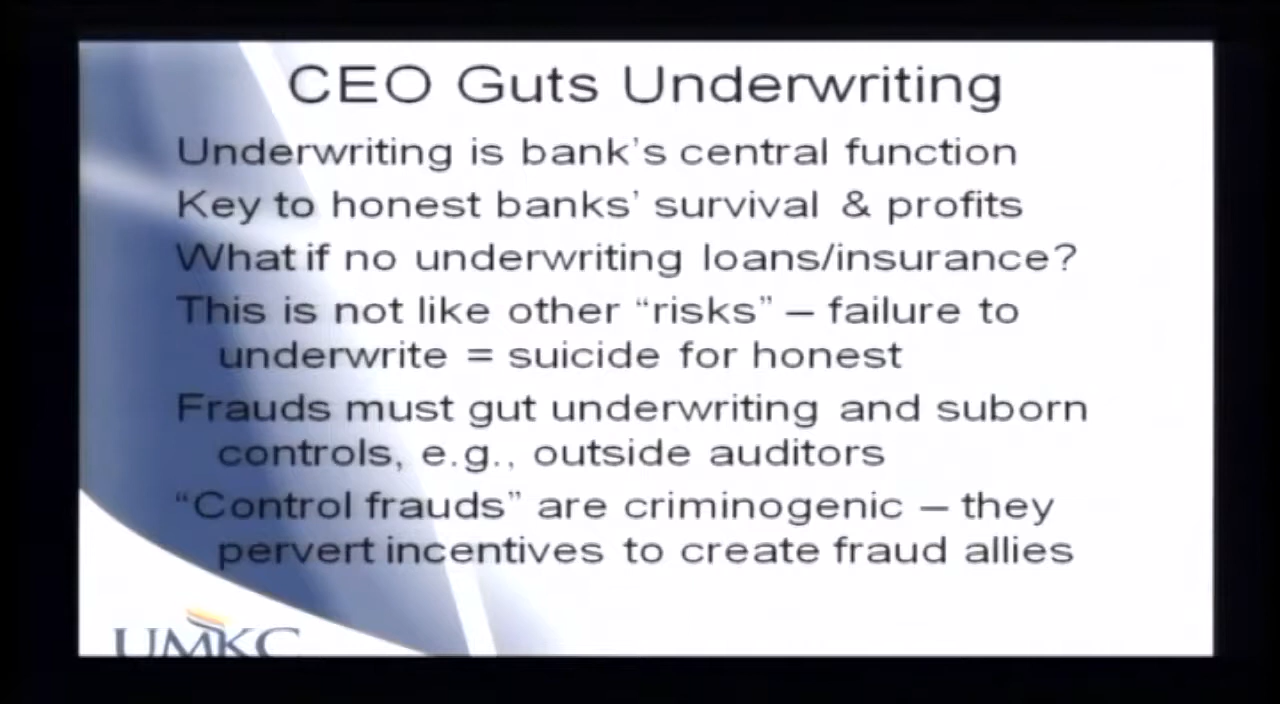 CEO Guts Underwriting
Underwriting is bank's central function
Key to honest banks' survival & profits
What if no underwriting loans/insurance?
This is not like other “risks” – failure to
underwrite = suicide for honest
Frauds must gut underwriting and suborn
controls, e.g., outside auditors
“Control frauds” are criminogenic – they
pervert incentives to create fraud allies
UMKC